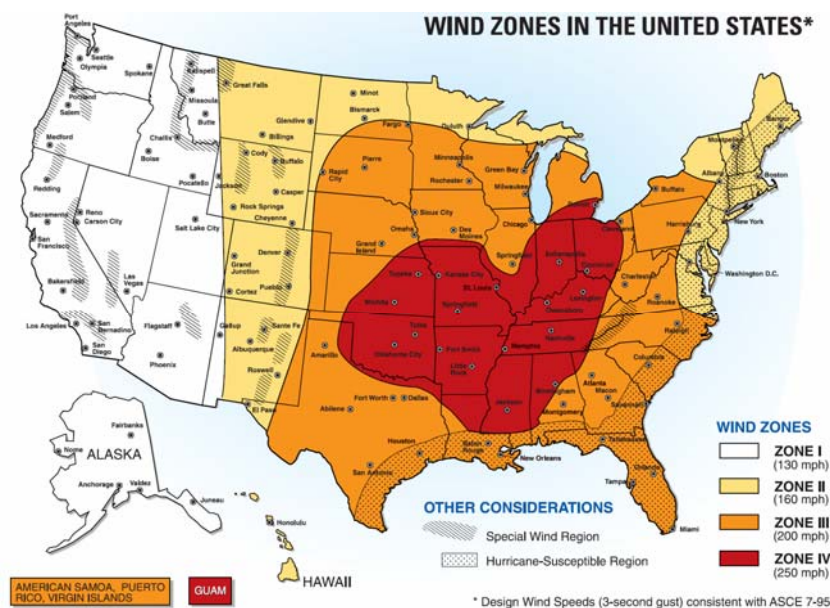 WIND ZONES IN THE UNITED STATES*
Port
Angeles
Seattle
Olympia
Spokane
Kalispell
Great Falls
Minot
Portland
Salem
Missoula
Butte
Glendive
Bismarck
Fargo
Duluth
Medford
Challis
Boise
Billings
Cody
Buffalo
Rapid
City
Pierre
Minneapolis
Rochester
Green Bay
Milwaukee
Montpelier
Bangor
Albany
Boston
Buffalo
Redding
Pocatello
Jackson
Casper
Rock Springs
Cheyenne
Sioux City
Des
Moines
Chicago
Detroit
Cleveland
Harrisburg
New York
Sacramento
Reno
Carson City
Salt Lake City
San
Francisco
Omaha
Grand
Island
Springfield
Indianapolis
Cincinnati
Washington D.C.
Denver
Grand
Junction
Pueblo
Cortez
Topeka
Kansas City
St. Louis
Charleston
Roanoke
Lexington
Owensboro
Bakersfield
Las
Vegas
Wichita
Springfield
Nashville
Raleigh
Los Angeles
San
Bernadino
San
Diego
Flagstaff
Phoenix
Gallup
Santa Fe
Albuquerque
Roswell
El Paso
Amarillo
Tulsa
Oklahoma City
Fort Smith
Little
Rock
Memphis
Columbia
Atlanta
Macon
Savannah
Birmingham
Montgomery
Jackson
Fort Worth
Dallas
Abilene
Houston
San Antonio
Baton
Rouge
New Orleans
Tallahassee
Orlando
Tampa
Miami
Fairbanks
Nome
ALASKA
Anchorage
Valdez
Juneau
Honolulu
HAWAII
OTHER CONSIDERATIONS
Special Wind Region
Hurricane-Susceptible Region
WIND ZONES
ZONE I
(130 mph)
ZONE II
(160 mph)
ZONE III
(200 mph)
ZONE IV
(250 mph)
AMERICAN SAMOA, PUERTO
RICO, VIRGIN ISLANDS
GUAM
* Design Wind Speeds (3-second gust) consistent with ASCE 7-95